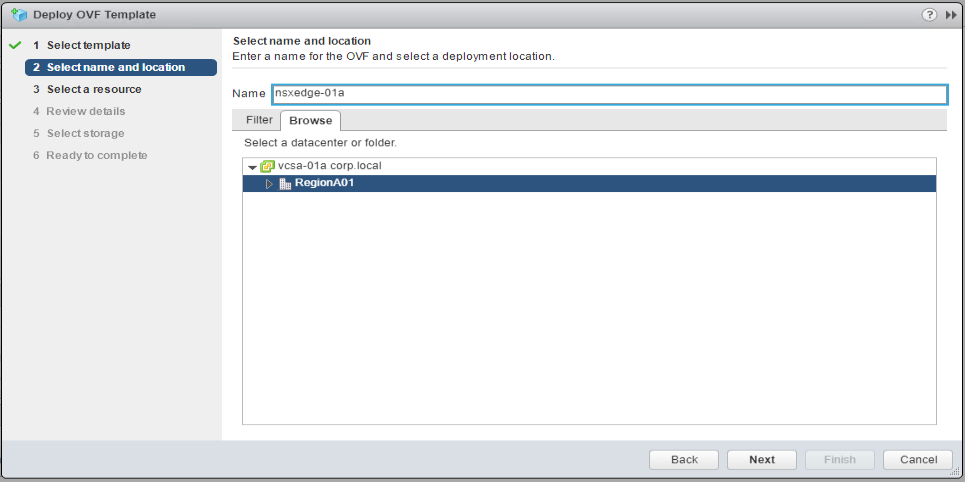 Deploy OVF Template
?
1 Select template
2 Select name and location
3 Select a resource
4 Review details
5 Select storage
6 Ready to complete
Select name and location
Enter a name for the OVF and select a deployment location.
Name nsxedge-01a
Filter Browse
Select a datacenter or folder.
vcsa-01a corp.local
RegionA01
Back Next Finish Cancel